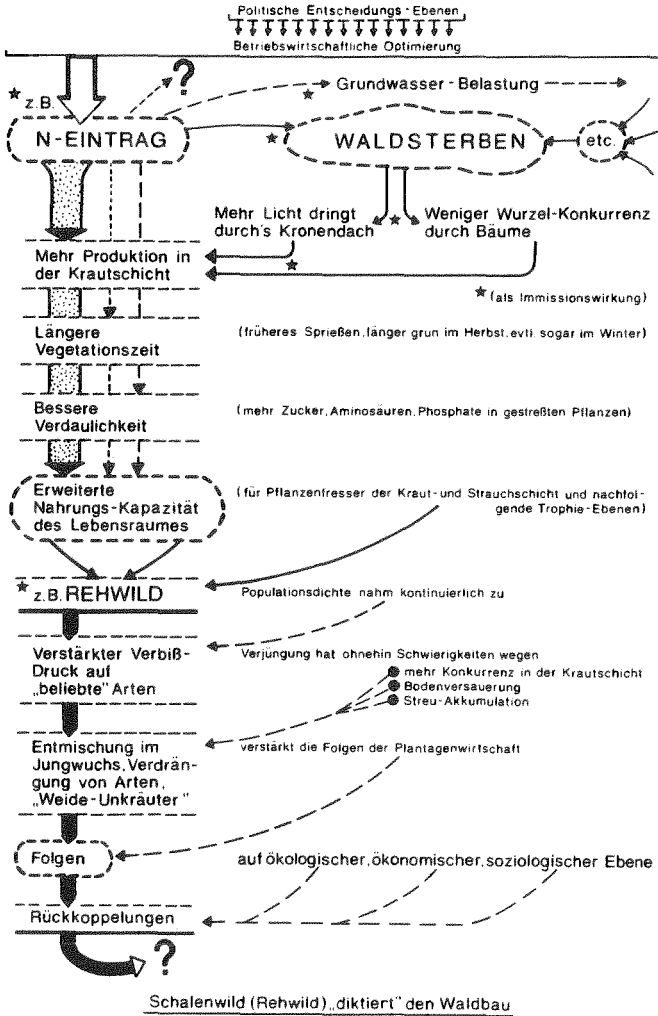 Politische Entscheidungs-Ebenen
Betriebswirtschaftliche Optimierung
z.B.
?
Grundwasser-Belastung
N-EINTRAG
WALDSTERBEN
etc.
Mehr Licht dringt
durch's Kronendach
Weniger Wurzel-Konkurrenz
durch Bäume
Mehr Produktion in
der Krautschicht
(als Immissionswirkung)
Längere
Vegetationszeit
(früheres Sprießen, länger grun im Herbst, evtl. sogar im Winter)
Bessere
Verdaulichkeit
(mehr Zucker, Aminosäuren, Phosphate in gestreßten Pflanzen)
Erweiterte
Nahrungs-Kapazität
des Lebensraumes
(für Pflanzenfresser der Kraut- und Strauchschicht und nachfol-
gende Trophie-Ebenen)
z.B. REHWILD
Populationsdichte nahm kontinuierlich zu
Verstärkter Verbiß-
Druck auf
„beliebte" Arten
Verjüngung hat ohnehin Schwierigkeiten wegen
mehr Konkurrenz in der Krautschicht
Bodenversauerung
Streu-Akkumulation
Entmischung im
Jungwuchs, Verdrän-
gung von Arten,
„Weide-Unkräuter"
verstärkt die Folgen der Plantagenwirtschaft
Folgen
auf ökologischer, ökonomischer, soziologischer Ebene
Rückkoppelungen
?
Schalenwild (Rehwild) „diktiert" den Waldbau